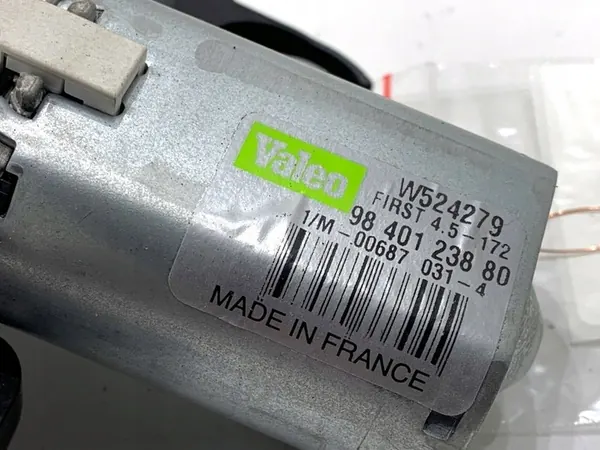 Valeo
W524279
FIRST 4.5-172
98 401 238 80
1/M-00687 031-4
MADE IN FRANCE